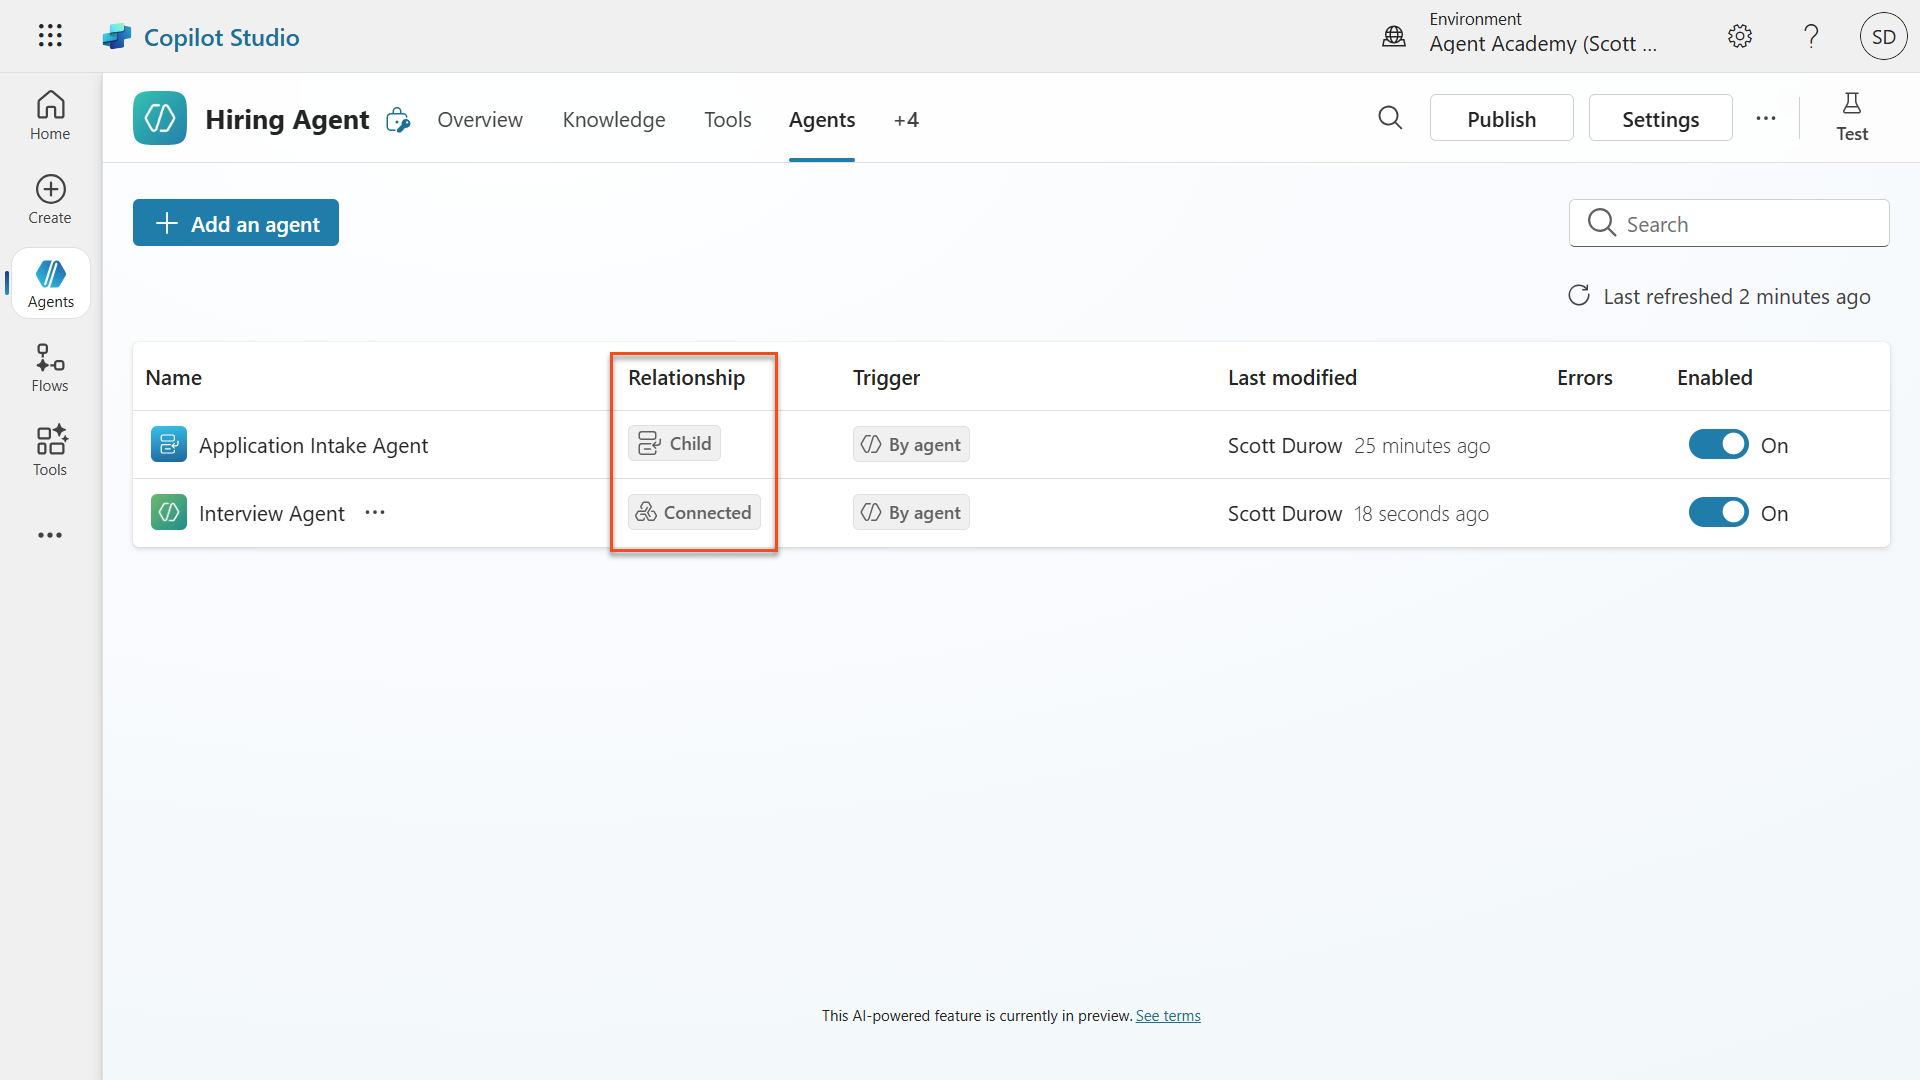 Copilot Studio
Environment
Agent Academy (Scott ...
SD
Home
Create
Agents
Flows
Tools
Hiring Agent
Overview
Knowledge
Tools
Agents
+4
Publish
Settings
Test
Add an agent
Search
Last refreshed 2 minutes ago
Name Relationship Trigger Last modified Errors Enabled
Application Intake Agent Child By agent Scott Durow 25 minutes ago On
Interview Agent Connected By agent Scott Durow 18 seconds ago On
This AI-powered feature is currently in preview. See terms